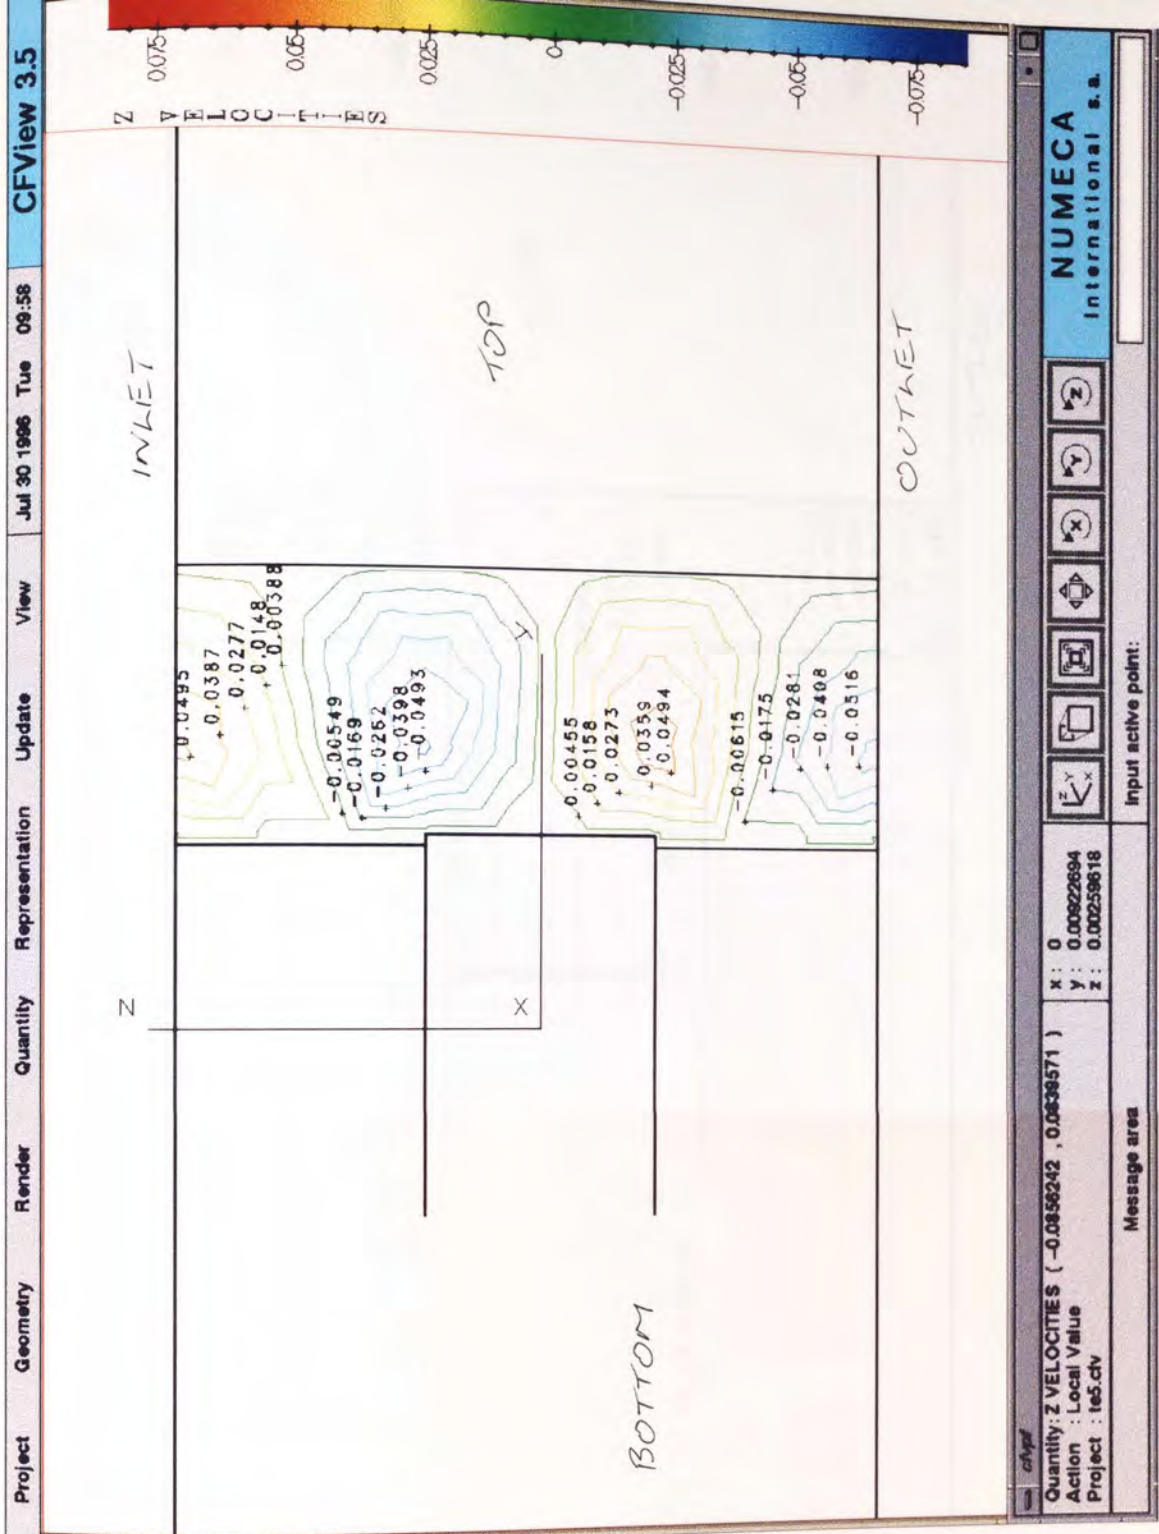 Project Geometry Render Quantity Representation Update View Jul 30 1996 Tue 09:58 CFView 3.5
Z VELOCITIES
0.075
0.05
0.025
0
-0.025
-0.05
-0.075
INLET
TOP
BOTTOM
OUTLET
Z
X
Y
0.0495
0.0387
0.0277
0.0148
0.00388
-0.00549
-0.0169
-0.0262
-0.0398
-0.0493
0.00455
0.0158
0.0273
0.0359
0.0494
-0.00615
-0.0175
-0.0281
-0.0408
-0.0516
cfvpf
Quantity: Z VELOCITIES ( -0.0856242 , 0.0839571 )
Action : Local Value
Project : te5.cfv
x : 0
y : 0.00922694
z : 0.00259618
Z Y X
X
Y
Z
NUMECA
International s.a.
Message area
Input active point: